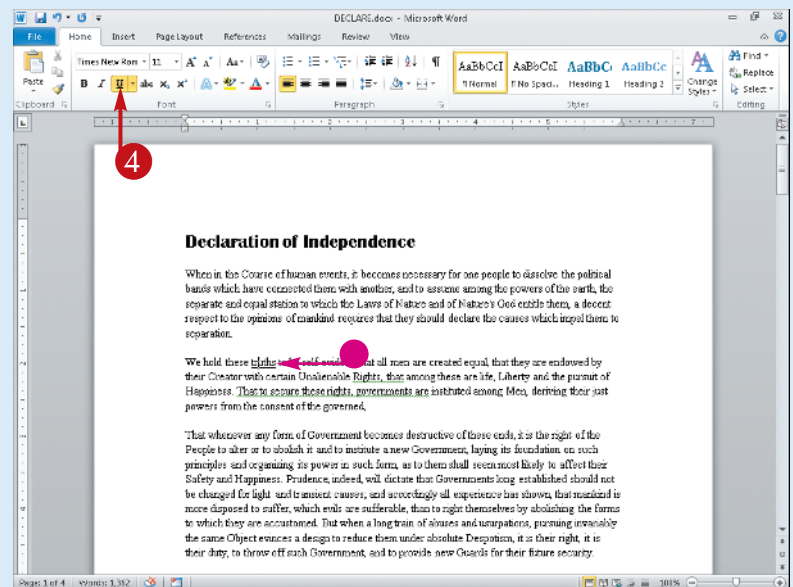 DECLARE.docx - Microsoft Word
File Home Insert Page Layout References Mailings Review View
Times New Rom 11 A A Aa Find
AaBbCcI AaBbCcI AaBbC AaBbCc A Replace
Paste B I U abc x₂ x² A A ¶ Normal ¶ No Spaci... Heading 1 Heading 2 Change Styles Select
Clipboard Font Paragraph Styles Editing
4
Declaration of Independence
When in the Course of human events, it becomes necessary for one people to dissolve the political
bands which have connected them with another, and to assume among the powers of the earth, the
separate and equal station to which the Laws of Nature and of Nature's God entitle them, a decent
respect to the opinions of mankind requires that they should declare the causes which impel them to
separation.
We hold these truths self-evid at all men are created equal, that they are endowed by
their Creator with certain Unalienable Rights, that among these are life, Liberty and the pursuit of
Happiness. That to secure these rights, governments are instituted among Men, deriving their just
powers from the consent of the governed,
That whenever any form of Government becomes destructive of these ends, it is the right of the
People to alter or to abolish it and to institute a new Government, laying its foundation on such
principles and organizing its power in such form, as to them shall seem most likely to affect their
Safety and Happiness. Prudence, indeed, will dictate that Governments long established should not
be changed for light and transient causes; and accordingly all experience has shown, that mankind is
more disposed to suffer, which evils are sufferable, than to right themselves by abolishing the forms
to which they are accustomed. But when a long train of abuses and usurpations, pursuing invariably
the same Object evinces a design to reduce them under absolute Despotism, it is their right, it is
their duty, to throw off such Government, and to provide new Guards for their future security.
Page: 1 of 4 Words: 1,352 100%